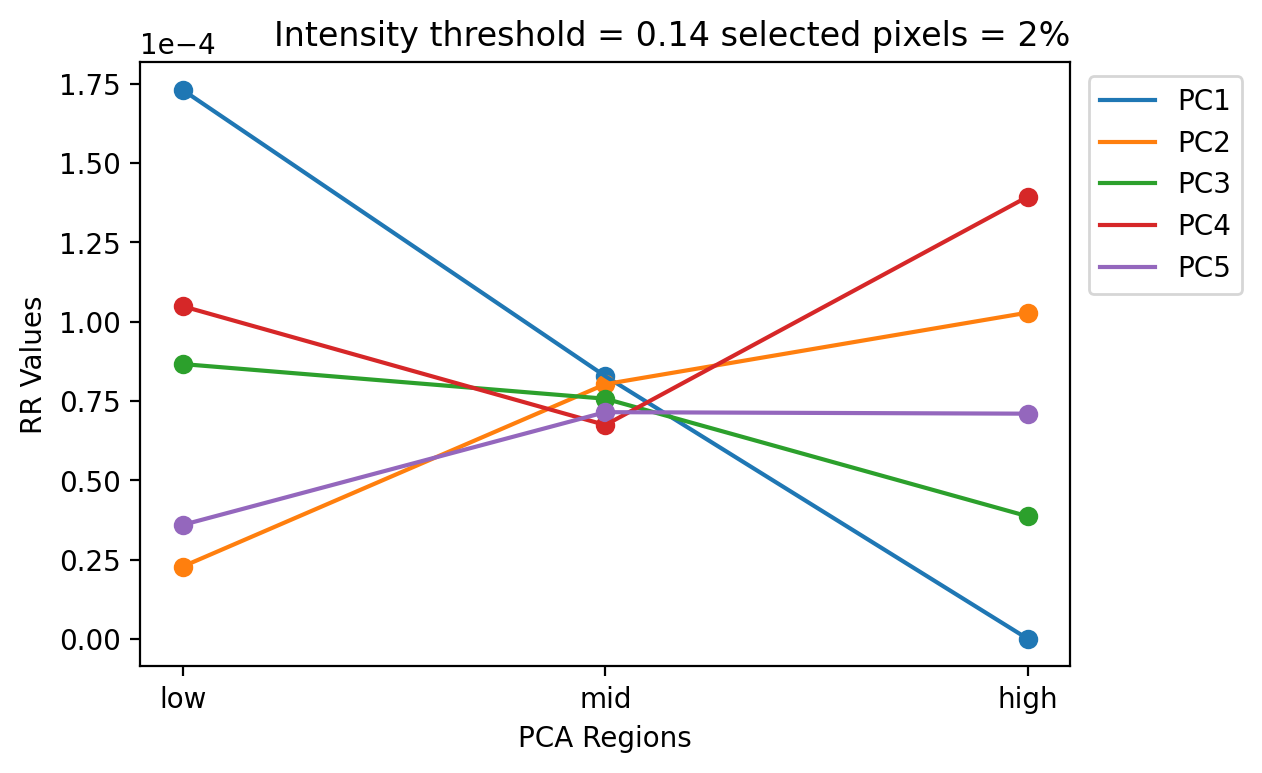 Intensity threshold = 0.14 selected pixels = 2%
1e−4
1.75
1.50
1.25
1.00
0.75
0.50
0.25
0.00
RR Values
low mid high
PCA Regions
PC1
PC2
PC3
PC4
PC5